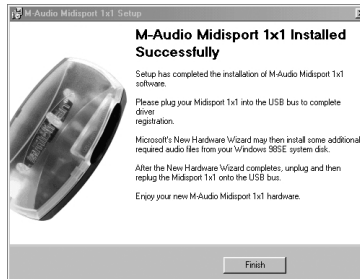 M-Audio Midisport 1x1 Setup
M-Audio Midisport 1x1 Installed
Successfully
Setup has completed the installation of M-Audio Midisport 1x1
software.
Please plug your Midisport 1x1 into the USB bus to complete
driver
registration.
Microsoft's New Hardware Wizard may then install some additional
required audio files from your Windows 98SE system disk.
After the New Hardware Wizard completes, unplug and then
replug the Midisport 1x1 onto the USB bus.
Enjoy your new M-Audio Midisport 1x1 hardware.
Finish